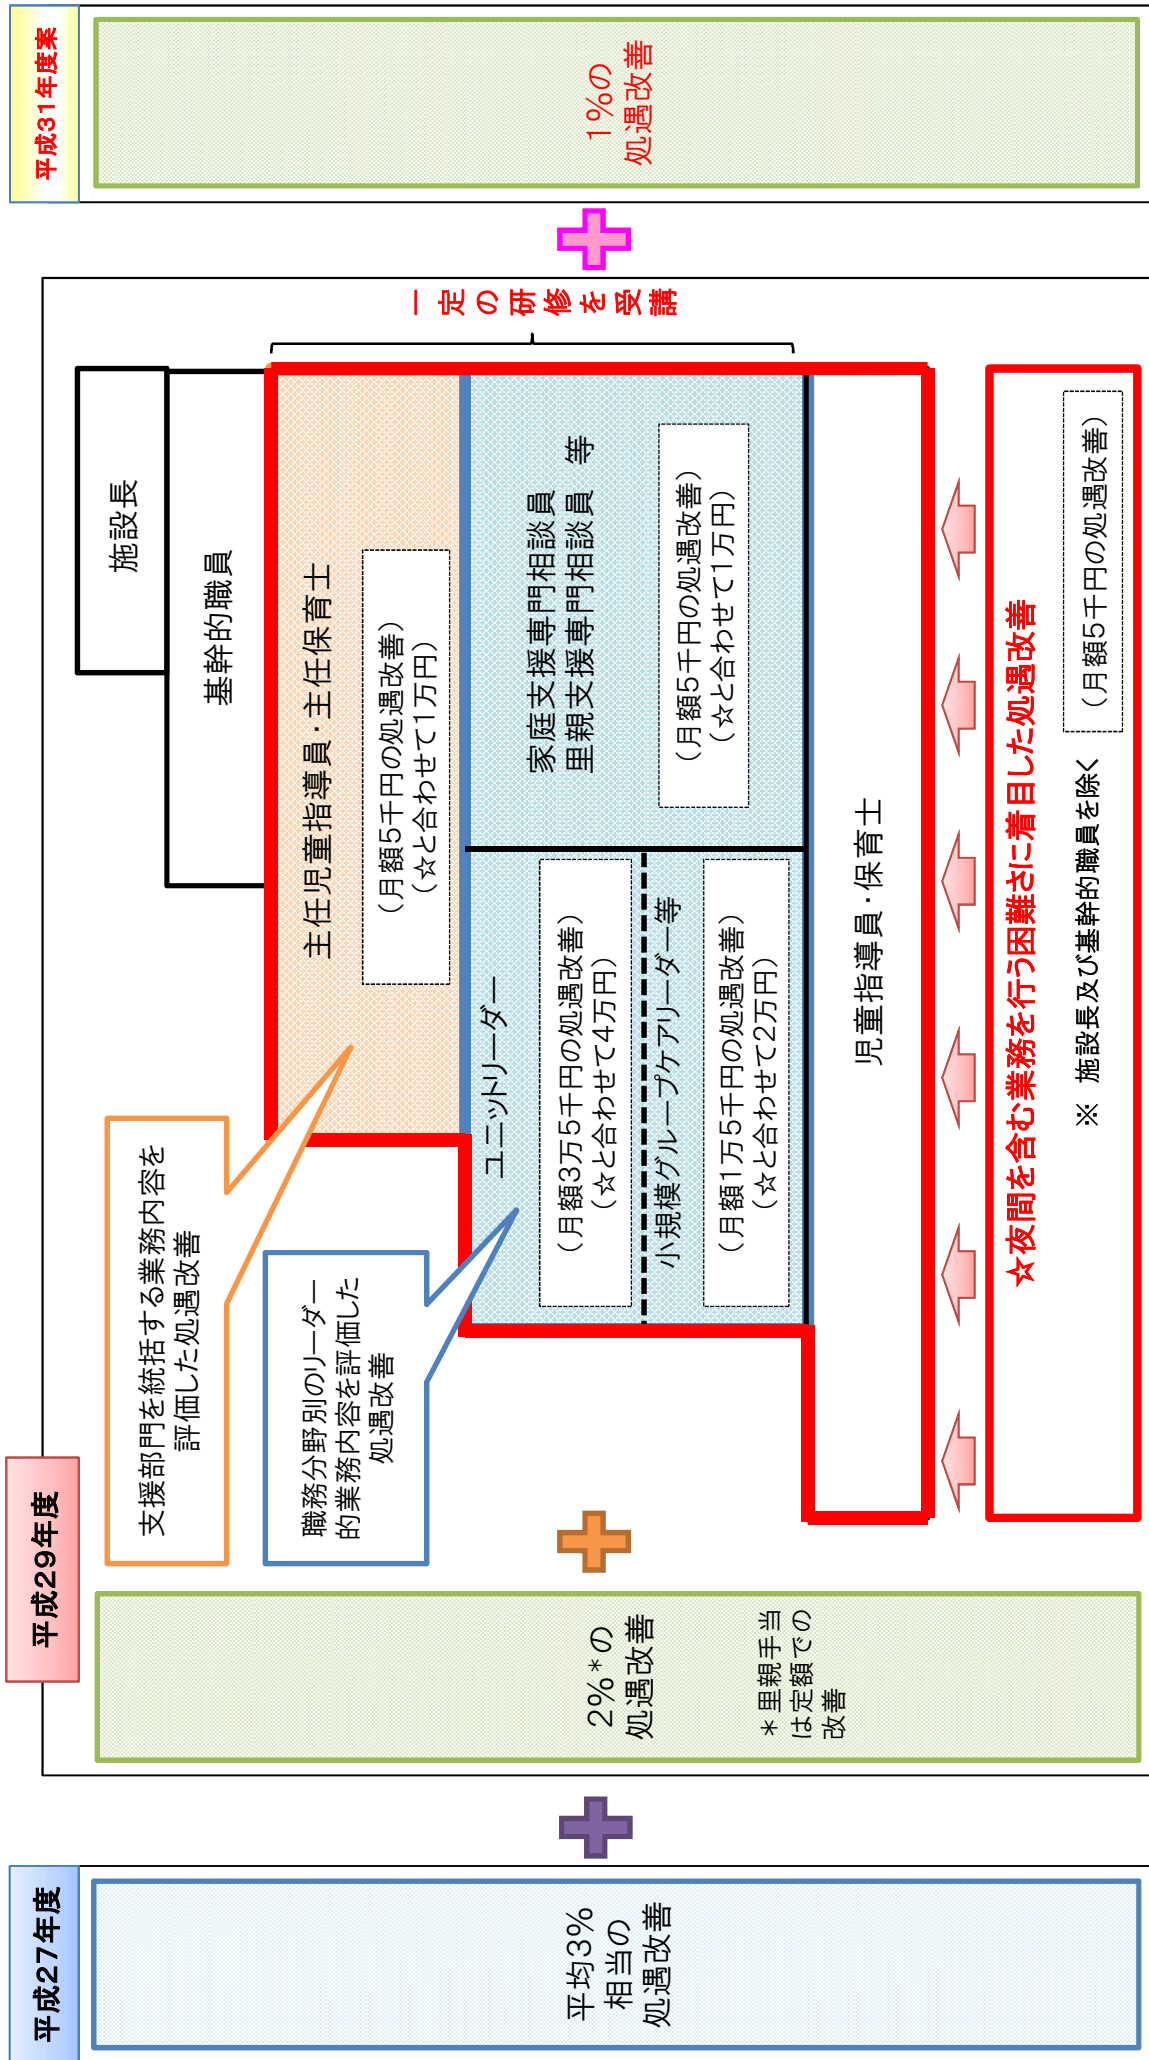 平成27年度
平均3%
相当の
処遇改善
平成29年度
2%*の
処遇改善
＊里親手当
は定額での
改善
支援部門を統括する業務内容を
評価した処遇改善
職務分野別のリーダー
的業務内容を評価した
処遇改善
施設長
基幹的職員
主任児童指導員・主任保育士
（月額5千円の処遇改善）
（☆と合わせて1万円）
ユニットリーダー
（月額3万5千円の処遇改善）
（☆と合わせて4万円）
小規模グループケアリーダー等
（月額1万5千円の処遇改善）
（☆と合わせて2万円）
家庭支援専門相談員
里親支援専門相談員　等
（月額5千円の処遇改善）
（☆と合わせて1万円）
児童指導員・保育士
一定の研修を受講
☆夜間を含む業務を行う困難さに着目した処遇改善
※　施設長及び基幹的職員を除く
（月額5千円の処遇改善）
平成31年度案
1%の
処遇改善